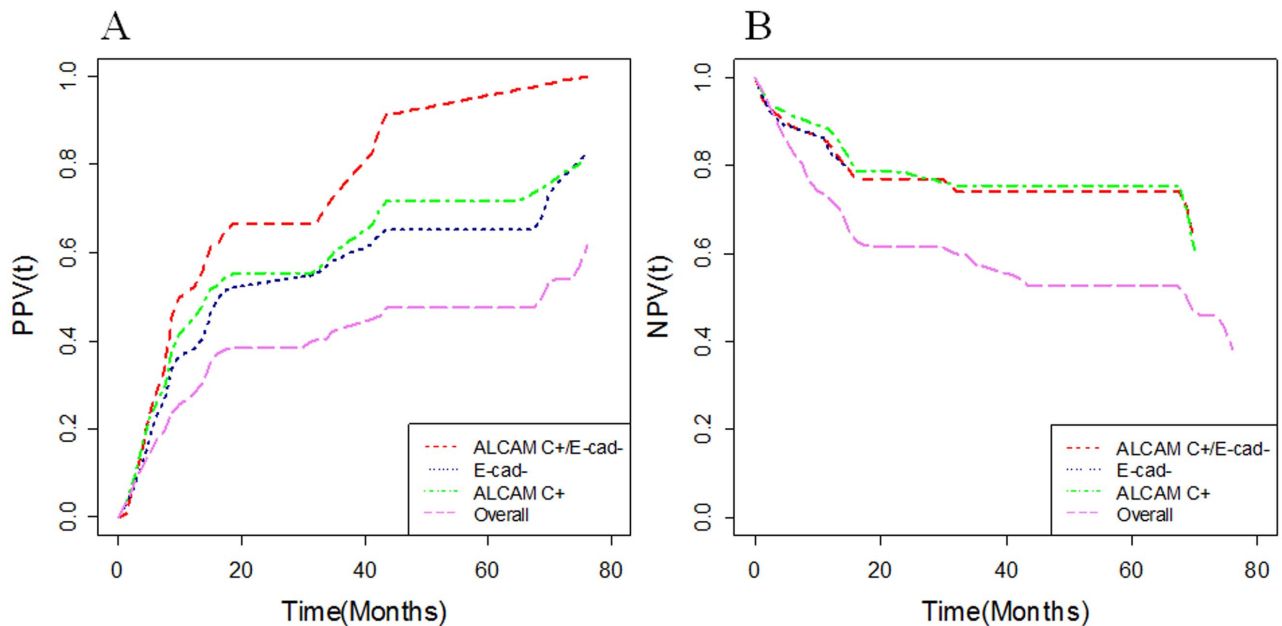 A
PPV(t)
1.0
0.8
0.6
0.4
0.2
0.0
ALCAM C+/E-cad-
E-cad-
ALCAM C+
Overall
0 20 40 60 80
Time(Months)
B
NPV(t)
1.0
0.8
0.6
0.4
0.2
0.0
ALCAM C+/E-cad-
E-cad-
ALCAM C+
Overall
0 20 40 60 80
Time(Months)